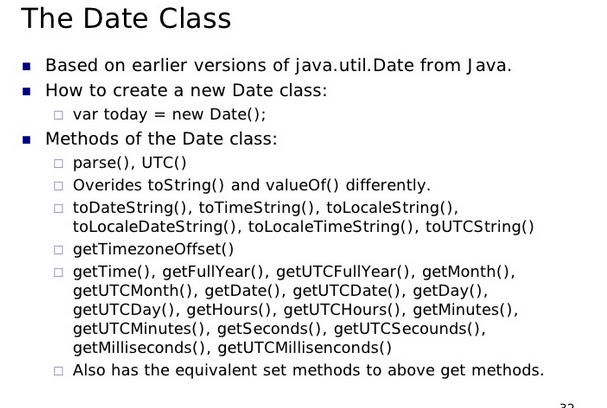 The Date Class
Based on earlier versions of java.util.Date from Java.
How to create a new Date class:
var today = new Date();
Methods of the Date class:
parse(), UTC()
Overides toString() and valueOf() differently.
toDateString(), toTimeString(), toLocaleString(),
toLocaleDateString(), toLocaleTimeString(), toUTCString()
getTimezoneOffset()
getTime(), getFullYear(), getUTCFullYear(), getMonth(),
getUTCMonth(), getDate(), getUTCDate(), getDay(),
getUTCDay(), getHours(), getUTCHours(), getMinutes(),
getUTCMinutes(), getSeconds(), getUTCSecounds(),
getMilliseconds(), getUTCMillisenconds()
Also has the equivalent set methods to above get methods.